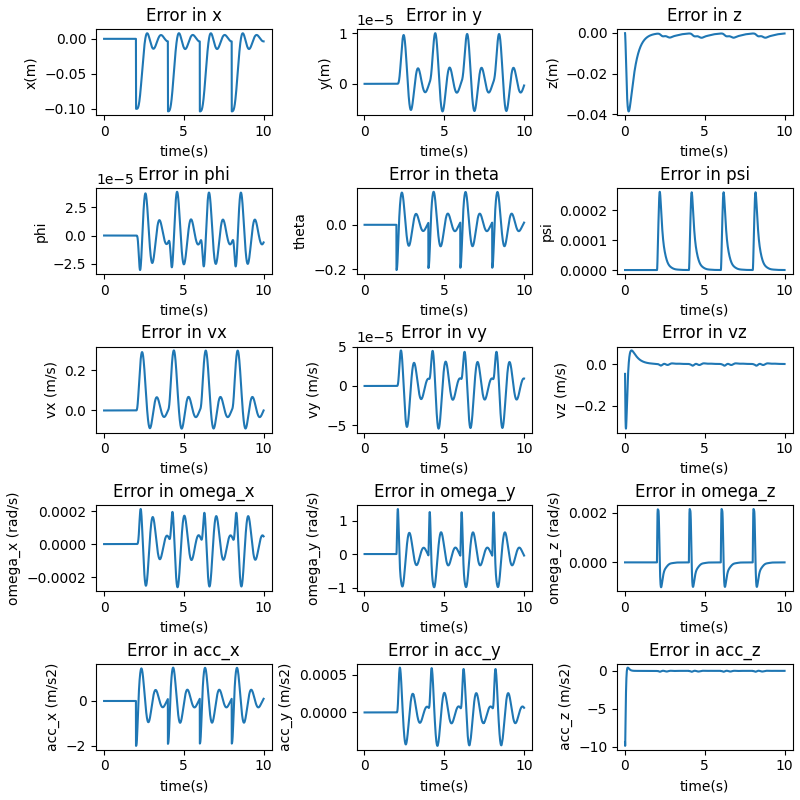 Error in x
0.00
−0.05
−0.10
x(m)
0 5 10
time(s)
Error in y
1e−5
1
0
y(m)
0 5 10
time(s)
Error in z
0.00
−0.02
−0.04
z(m)
0 5 10
time(s)
Error in phi
1e−5
2.5
0.0
−2.5
phi
0 5 10
time(s)
Error in theta
0.0
−0.2
theta
0 5 10
time(s)
Error in psi
0.0002
0.0001
0.0000
psi
0 5 10
time(s)
Error in vx
0.2
0.0
vx (m/s)
0 5 10
time(s)
Error in vy
1e−5
5
0
−5
vy (m/s)
0 5 10
time(s)
Error in vz
0.0
−0.2
vz (m/s)
0 5 10
time(s)
Error in omega_x
0.0002
0.0000
−0.0002
omega_x (rad/s)
0 5 10
time(s)
Error in omega_y
1
0
−1
omega_y (rad/s)
0 5 10
time(s)
Error in omega_z
0.002
0.000
omega_z (rad/s)
0 5 10
time(s)
Error in acc_x
0
−2
acc_x (m/s2)
0 5 10
time(s)
Error in acc_y
0.0005
0.0000
acc_y (m/s2)
0 5 10
time(s)
Error in acc_z
0
−5
−10
acc_z (m/s2)
0 5 10
time(s)